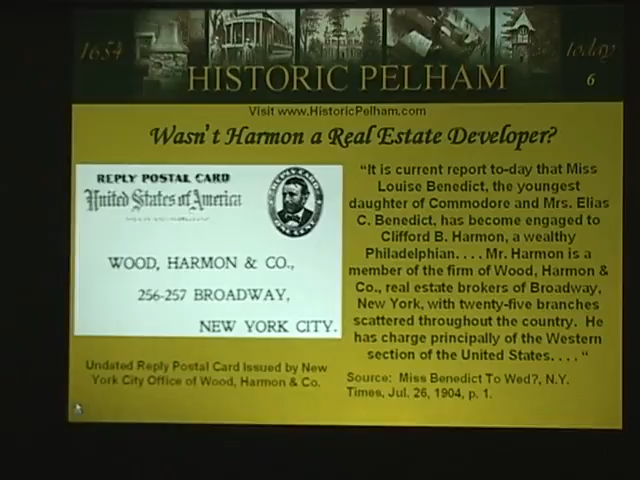 1654
today
HISTORIC PELHAM
6
Visit www.HistoricPelham.com
Wasn't Harmon a Real Estate Developer?
REPLY POSTAL CARD
United States of America
WOOD, HARMON & CO.,
256-257 BROADWAY,
NEW YORK CITY.
Undated Reply Postal Card Issued by New
York City Office of Wood, Harmon & Co.
"It is current report to-day that Miss
Louise Benedict, the youngest
daughter of Commodore and Mrs. Elias
C. Benedict, has become engaged to
Clifford B. Harmon, a wealthy
Philadelphian. . . . Mr. Harmon is a
member of the firm of Wood, Harmon &
Co., real estate brokers of Broadway,
New York, with twenty-five branches
scattered throughout the country. He
has charge principally of the Western
section of the United States. . . . "
Source: Miss Benedict To Wed?, N.Y.
Times, Jul. 26, 1904, p. 1.